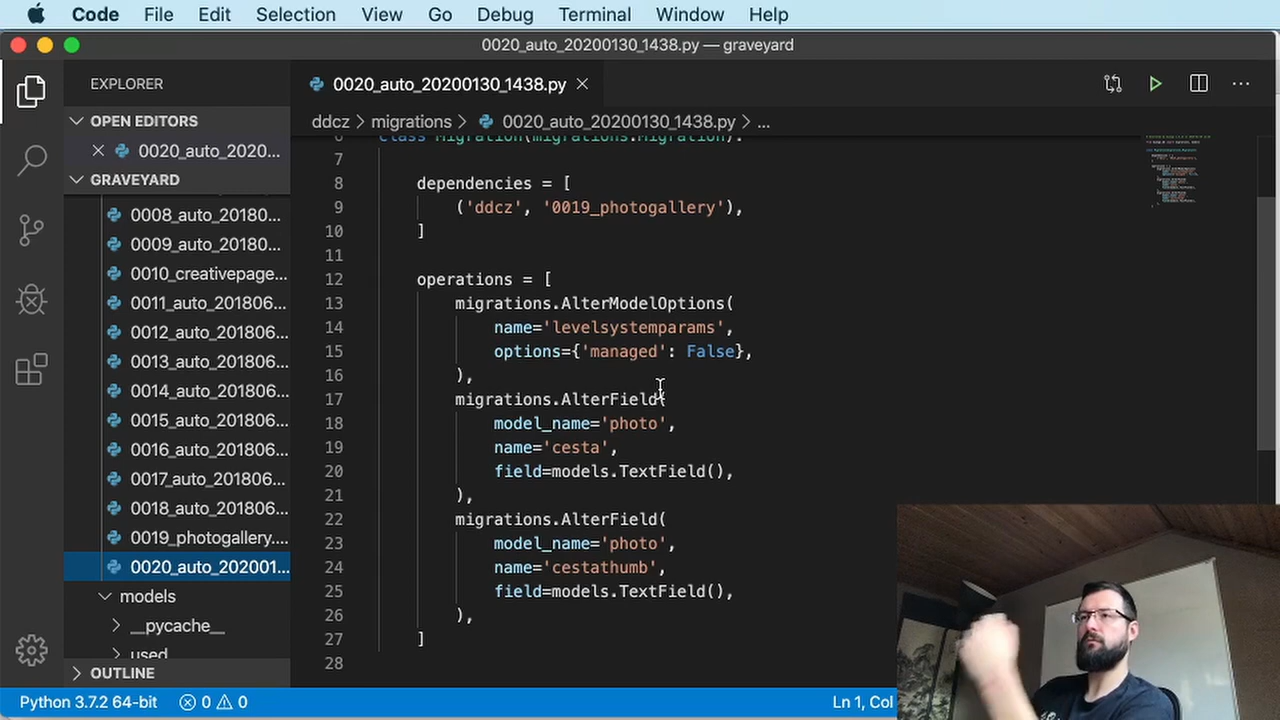 Code File Edit Selection View Go Debug Terminal Window Help
0020_auto_20200130_1438.py — graveyard
EXPLORER
OPEN EDITORS
0020_auto_2020...
GRAVEYARD
0008_auto_20180...
0009_auto_20180...
0010_creativepage...
0011_auto_201806...
0012_auto_201806...
0013_auto_201806...
0014_auto_201806...
0015_auto_201806...
0016_auto_201806...
0017_auto_201806...
0018_auto_201806...
0019_photogallery....
0020_auto_202001...
models
__pycache__
used
OUTLINE
0020_auto_20200130_1438.py
ddcz > migrations > 0020_auto_20200130_1438.py > ...
6 class Migration(migrations.Migration):
7
8 dependencies = [
9 ('ddcz', '0019_photogallery'),
10 ]
11
12 operations = [
13 migrations.AlterModelOptions(
14 name='levelsystemparams',
15 options={'managed': False},
16 ),
17 migrations.AlterField(
18 model_name='photo',
19 name='cesta',
20 field=models.TextField(),
21 ),
22 migrations.AlterField(
23 model_name='photo',
24 name='cestathumb',
25 field=models.TextField(),
26 ),
27 ]
28
Python 3.7.2 64-bit 0 0 Ln 1, Col